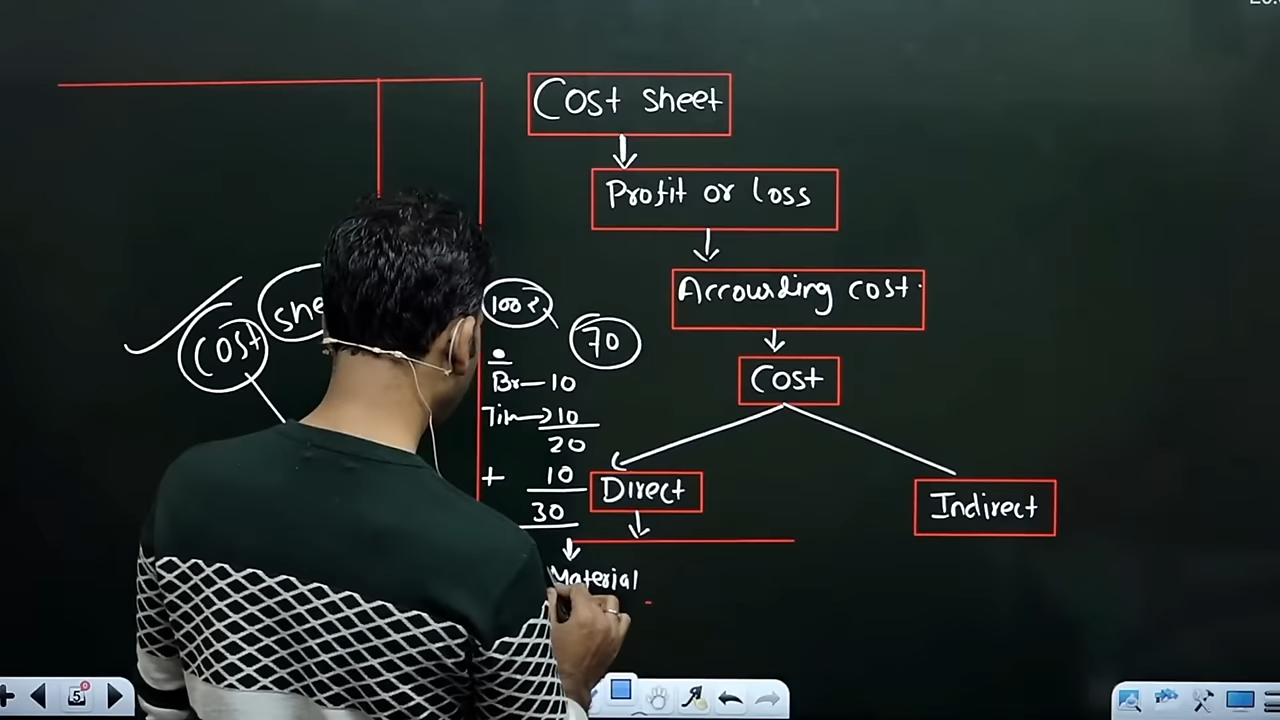 Cost sheet
Profit or loss
Accounding cost.
Cost
Direct
Indirect
Material
Cost
she
100
70
Br—10
10
20
+ 10
30
5